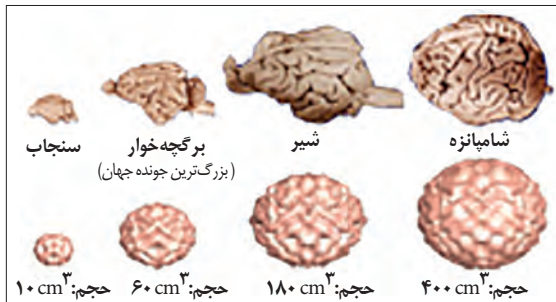 شامپانزه
شیر
برگچه‌خوار
سنجاب
(بزرگ‌ترین جونده جهان)
حجم: ۴۰۰ cm³
حجم: ۱۸۰ cm³
حجم: ۶۰ cm³
حجم: ۱۰ cm³